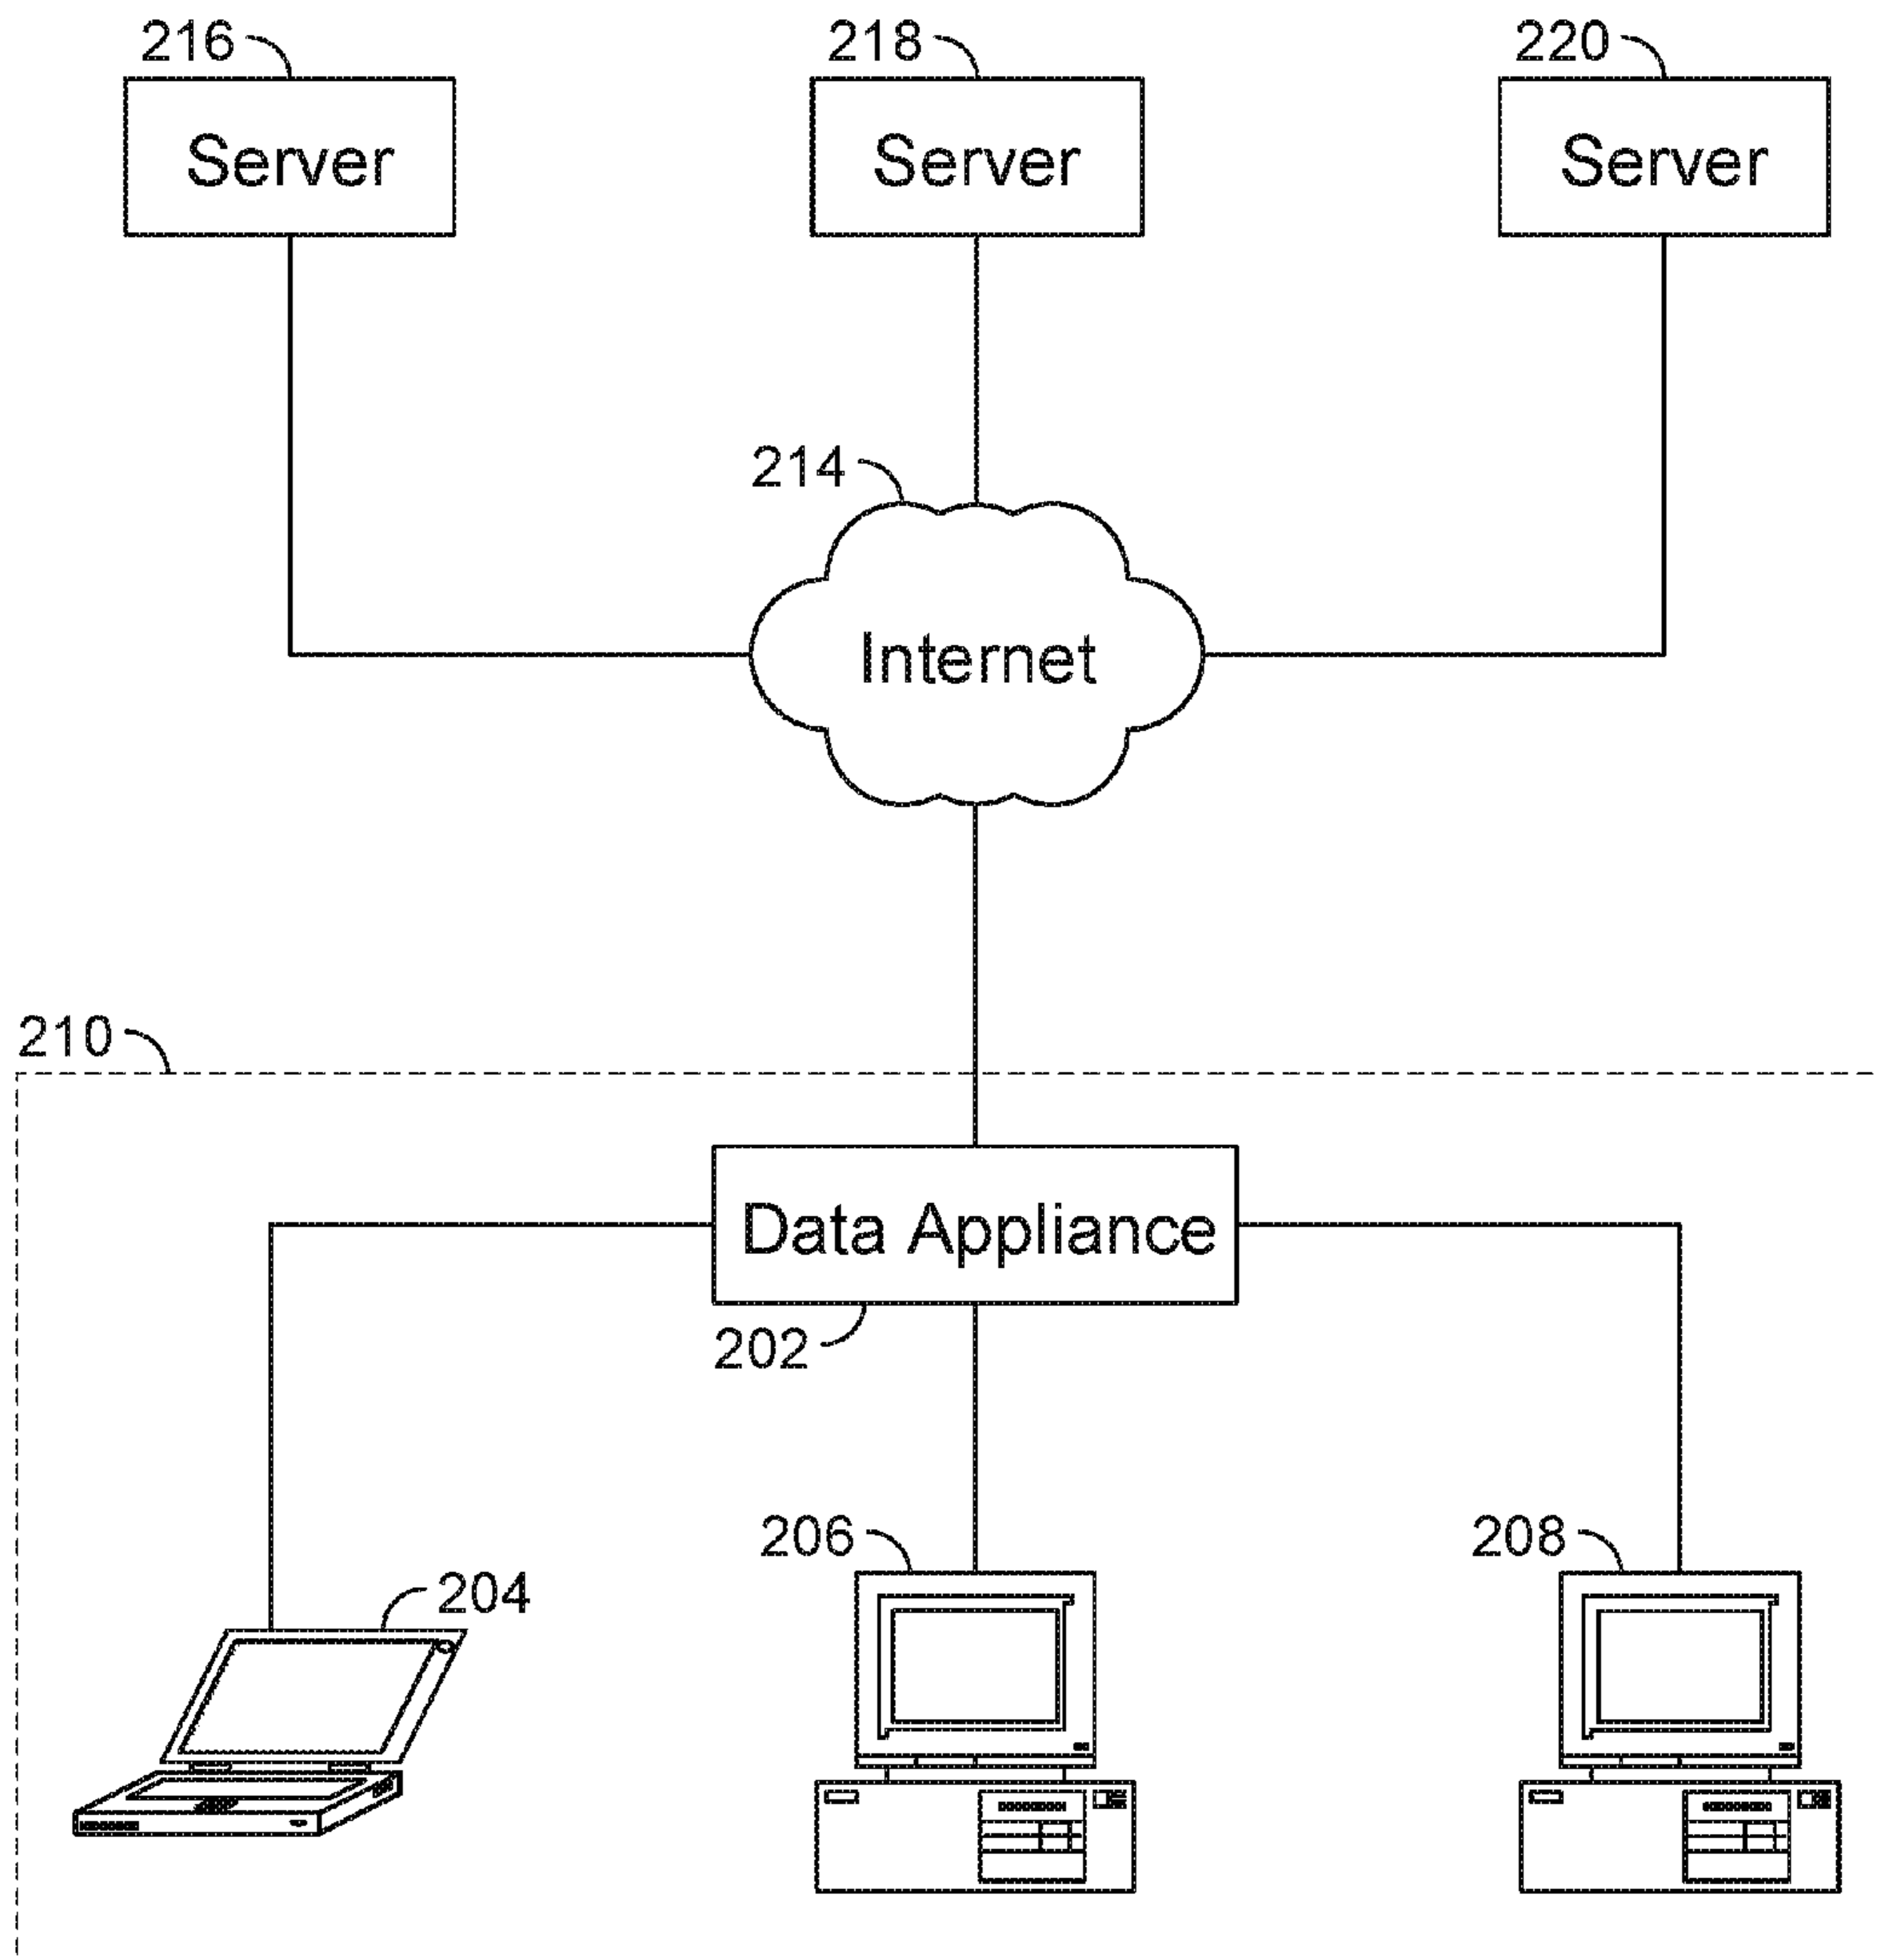 216
218
220
Server
Server
Server
214
Internet
210
Data Appliance
202
206
208
204